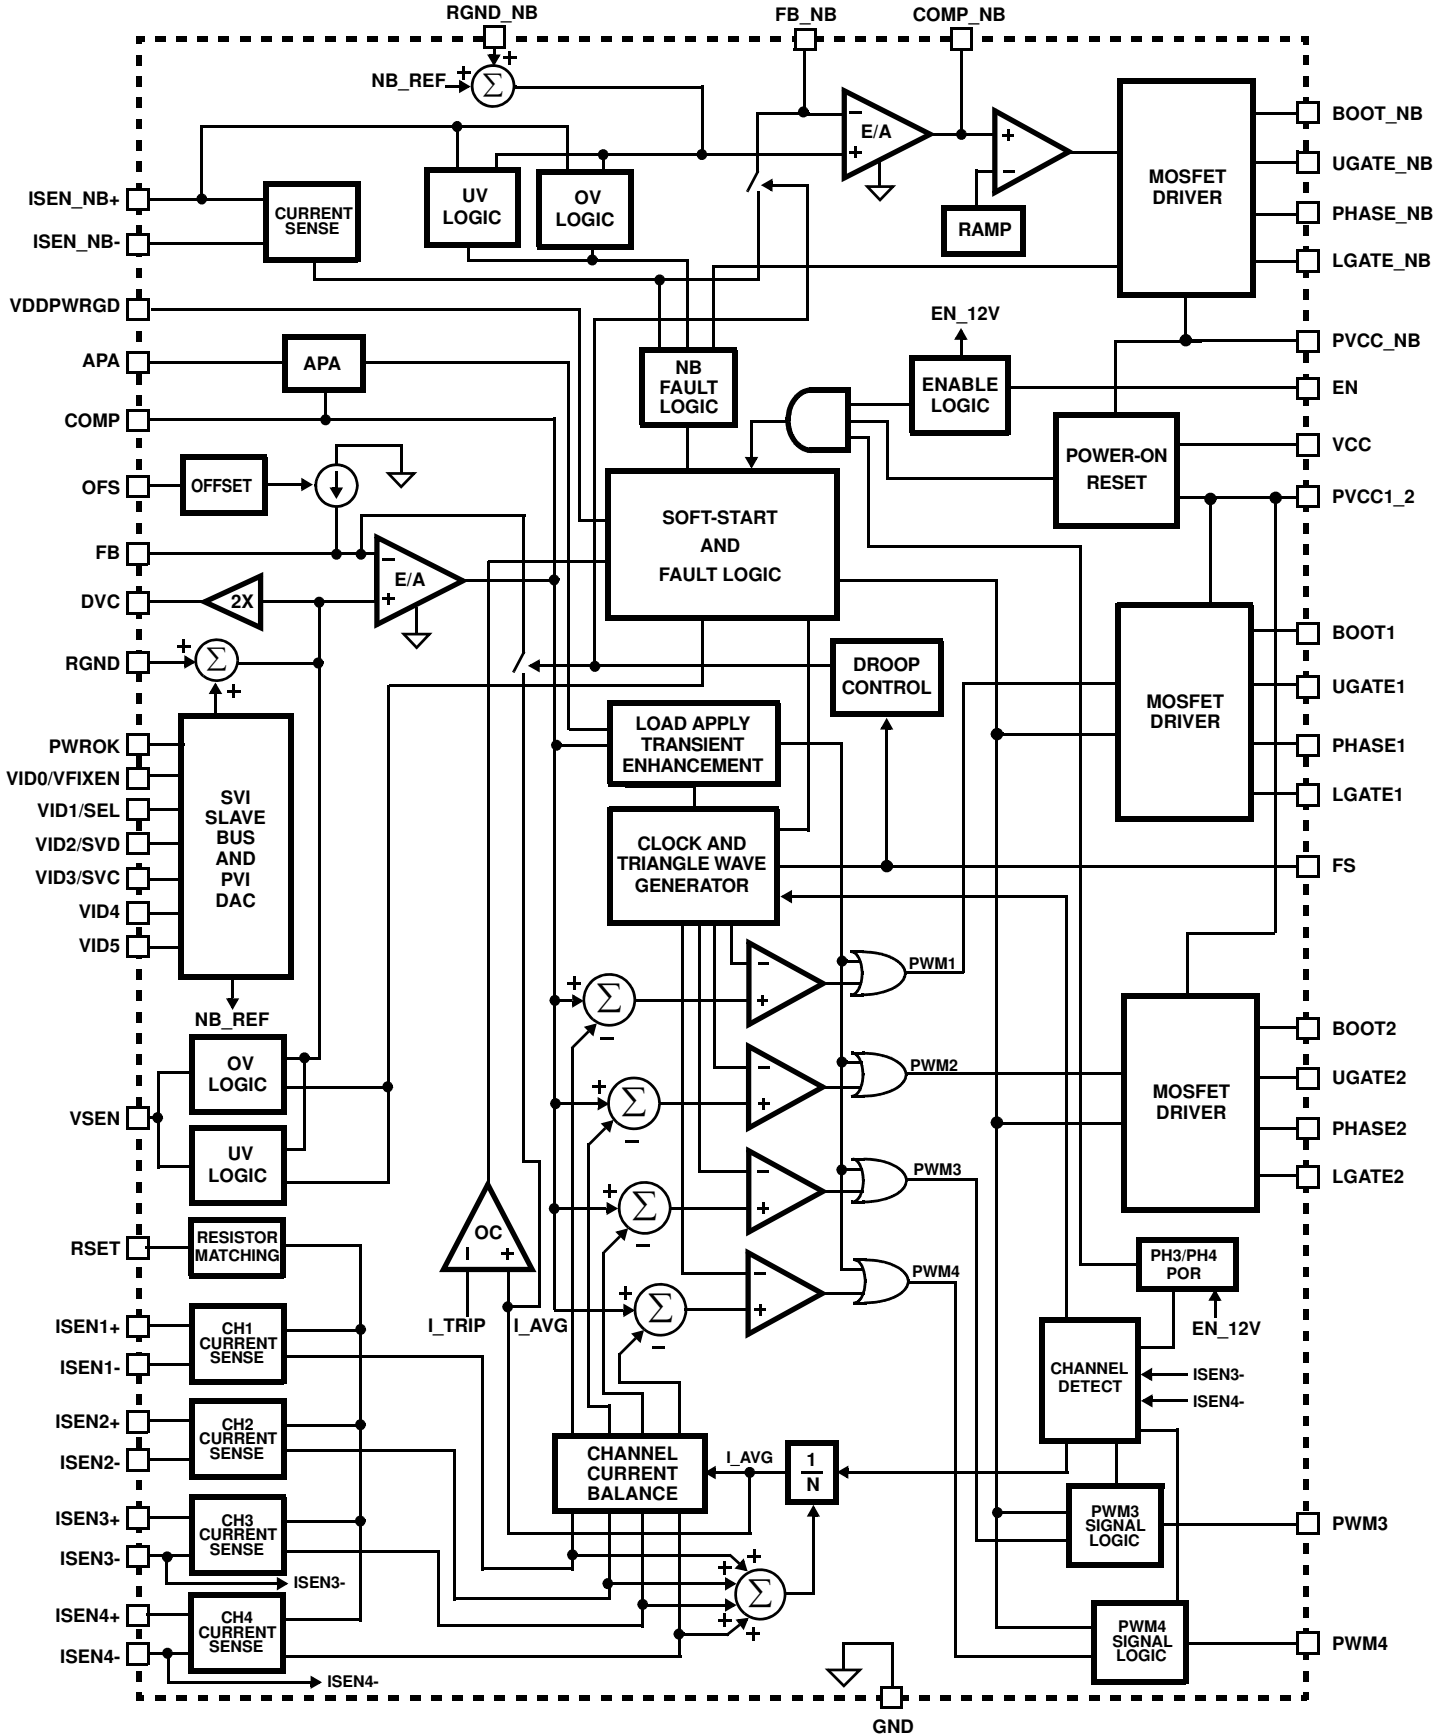 RGND_NB
FB_NB
COMP_NB
NB_REF
+
+
Σ
E/A
−
+
+
−
RAMP
MOSFET
DRIVER
BOOT_NB
UGATE_NB
PHASE_NB
LGATE_NB
ISEN_NB+
ISEN_NB-
CURRENT
SENSE
UV
LOGIC
OV
LOGIC
VDDPWRGD
EN_12V
PVCC_NB
APA
APA
NB
FAULT
LOGIC
ENABLE
LOGIC
EN
COMP
POWER-ON
RESET
VCC
OFS
OFFSET
PVCC1_2
SOFT-START
AND
FAULT LOGIC
FB
−
E/A
+
DVC
2X
RGND
+
Σ
+
DROOP
CONTROL
MOSFET
DRIVER
BOOT1
UGATE1
PHASE1
LGATE1
PWROK
VID0/VFIXEN
VID1/SEL
VID2/SVD
VID3/SVC
VID4
VID5
SVI
SLAVE
BUS
AND
PVI
DAC
NB_REF
LOAD APPLY
TRANSIENT
ENHANCEMENT
CLOCK AND
TRIANGLE WAVE
GENERATOR
FS
+
Σ
−
−
+
PWM1
OV
LOGIC
VSEN
UV
LOGIC
+
Σ
−
−
+
PWM2
MOSFET
DRIVER
BOOT2
UGATE2
PHASE2
LGATE2
+
Σ
−
−
+
PWM3
RSET
RESISTOR
MATCHING
OC
−
+
I_TRIP
I_AVG
+
Σ
−
−
+
PWM4
PH3/PH4
POR
EN_12V
ISEN1+
ISEN1-
CH1
CURRENT
SENSE
CHANNEL
DETECT
ISEN3-
ISEN4-
ISEN2+
ISEN2-
CH2
CURRENT
SENSE
CHANNEL
CURRENT
BALANCE
I_AVG
1
N
ISEN3+
ISEN3-
CH3
CURRENT
SENSE
ISEN3-
PWM3
SIGNAL
LOGIC
PWM3
+
+
+
+
Σ
ISEN4+
ISEN4-
CH4
CURRENT
SENSE
ISEN4-
PWM4
SIGNAL
LOGIC
PWM4
GND